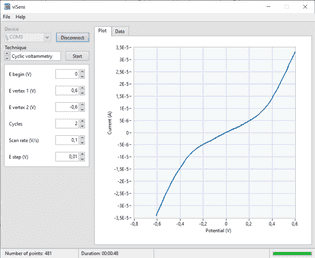 viSens
File Help
Device
COM3 Disconnect
Technique
Cyclic voltammetry Start
E begin (V) 0
E vertex 1 (V) 0,6
E vertex 2 (V) -0,6
Cycles 2
Scan rate (V/s) 0,1
E step (V) 0,01
Plot Data
3,5E-5
3E-5
2,5E-5
2E-5
1,5E-5
1E-5
5E-6
0
-5E-6
-1E-5
-1,5E-5
-2E-5
-2,5E-5
-3E-5
-3,5E-5
Current (A)
-0,8 -0,6 -0,4 -0,2 0 0,2 0,4 0,6
Potential (V)
Number of points: 481 Duration: 00:00:48